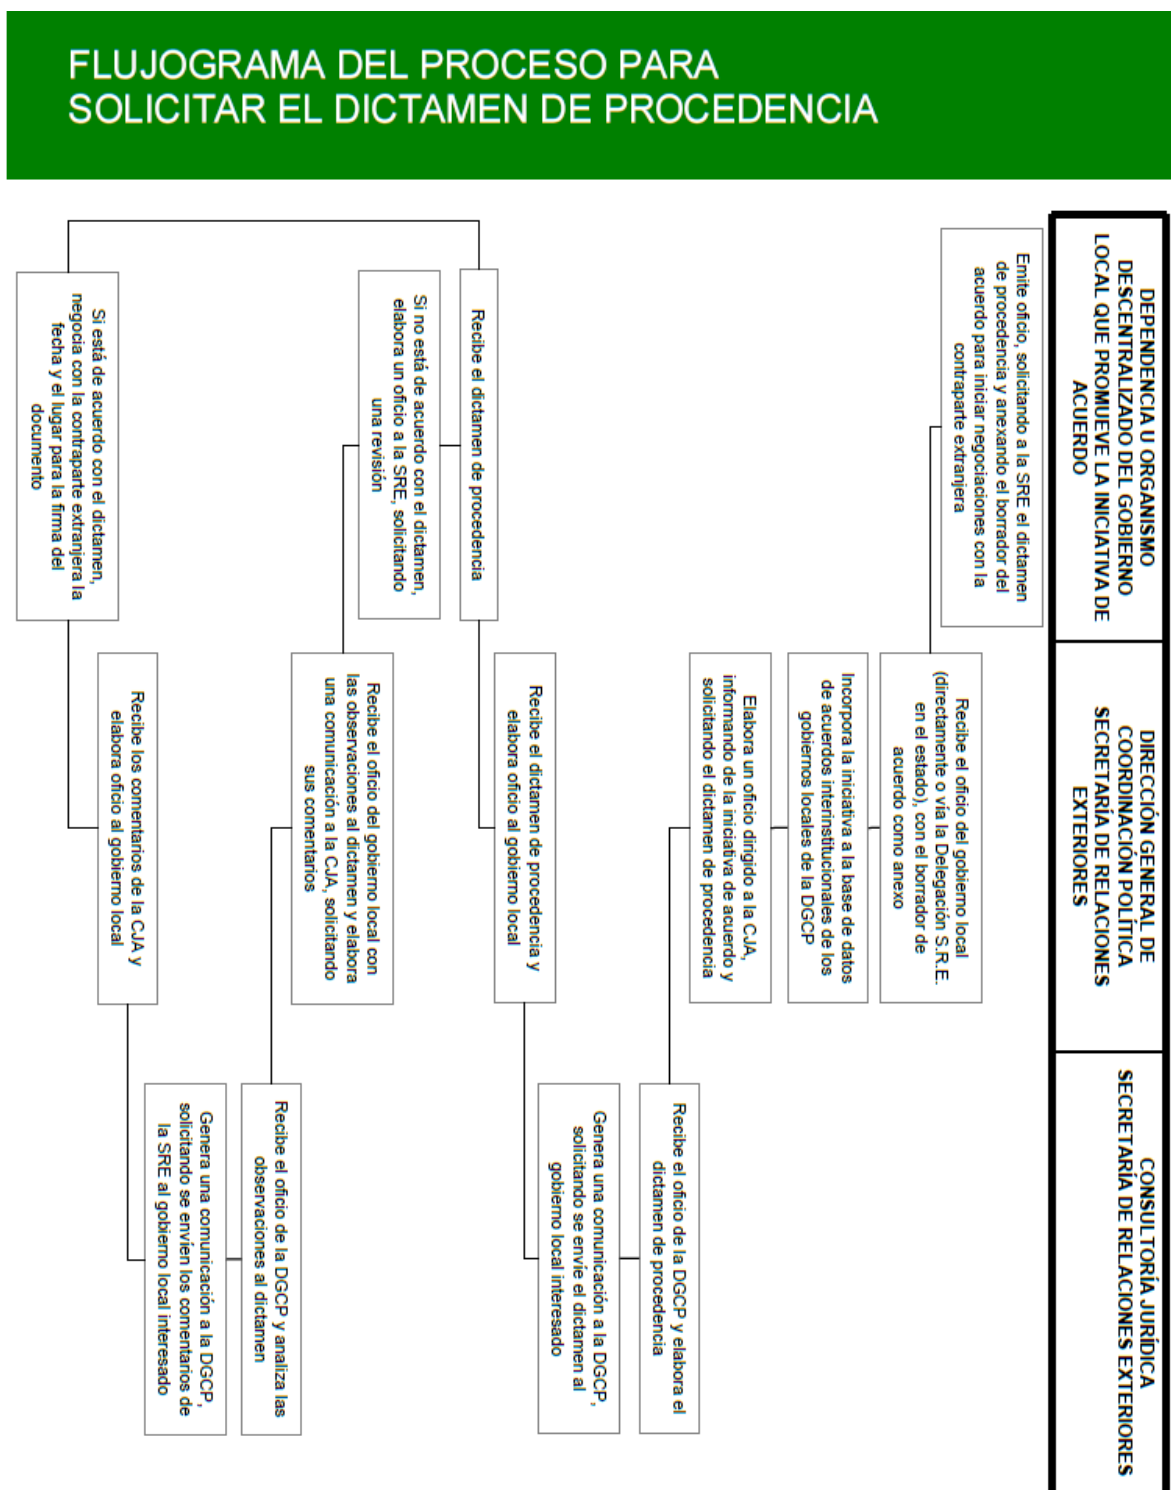 FLUJOGRAMA DEL PROCESO PARA
SOLICITAR EL DICTAMEN DE PROCEDENCIA
DEPENDENCIA U ORGANISMO
DESCENTRALIZADO DEL GOBIERNO
LOCAL QUE PROMUEVE LA INICIATIVA DE
ACUERDO
DIRECCIÓN GENERAL DE
COORDINACIÓN POLÍTICA
SECRETARÍA DE RELACIONES
EXTERIORES
CONSULTORÍA JURÍDICA
SECRETARÍA DE RELACIONES EXTERIORES
Emite oficio, solicitando a la SRE el dictamen
de procedencia y anexando el borrador del
acuerdo para iniciar negociaciones con la
contraparte extranjera
Recibe el oficio del gobierno local
(directamente o vía la Delegación S.R.E.
en el estado), con el borrador de
acuerdo como anexo
Incorpora la iniciativa a la base de datos
de acuerdos interinstitucionales de los
gobiernos locales de la DGCP
Elabora un oficio dirigido a la CJA,
informando de la iniciativa de acuerdo y
solicitando el dictamen de procedencia
Recibe el oficio de la DGCP y elabora el
dictamen de procedencia
Genera una comunicación a la DGCP,
solicitando se envíe el dictamen al
gobierno local interesado
Recibe el dictamen de procedencia y
elabora oficio al gobierno local
Recibe el dictamen de procedencia
Si no está de acuerdo con el dictamen,
elabora un oficio a la SRE, solicitando
una revisión
Recibe el oficio del gobierno local con
las observaciones al dictamen y elabora
una comunicación a la CJA, solicitando
sus comentarios
Recibe el oficio de la DGCP y analiza las
observaciones al dictamen
Genera una comunicación a la DGCP,
solicitando se envíen los comentarios de
la SRE al gobierno local interesado
Recibe los comentarios de la CJA y
elabora oficio al gobierno local
Si está de acuerdo con el dictamen,
negocia con la contraparte extranjera la
fecha y el lugar para la firma del
documento